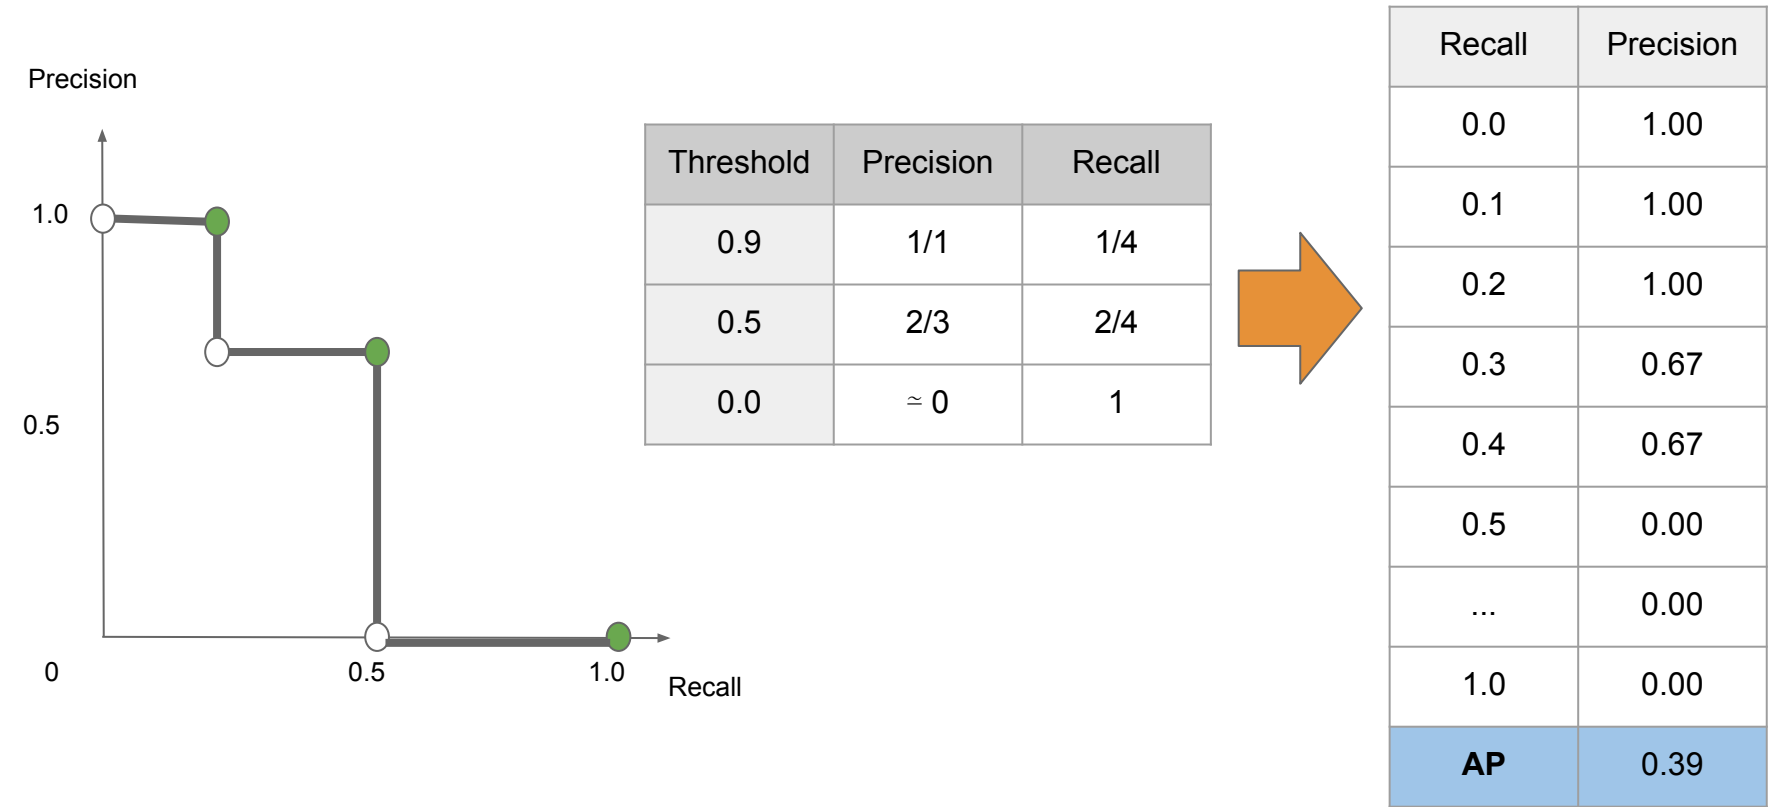 Precision
1.0
0.5
0
0.5
1.0
Recall
Threshold Precision Recall
0.9 1/1 1/4
0.5 2/3 2/4
0.0 ≃ 0 1
Recall Precision
0.0 1.00
0.1 1.00
0.2 1.00
0.3 0.67
0.4 0.67
0.5 0.00
... 0.00
1.0 0.00
AP 0.39